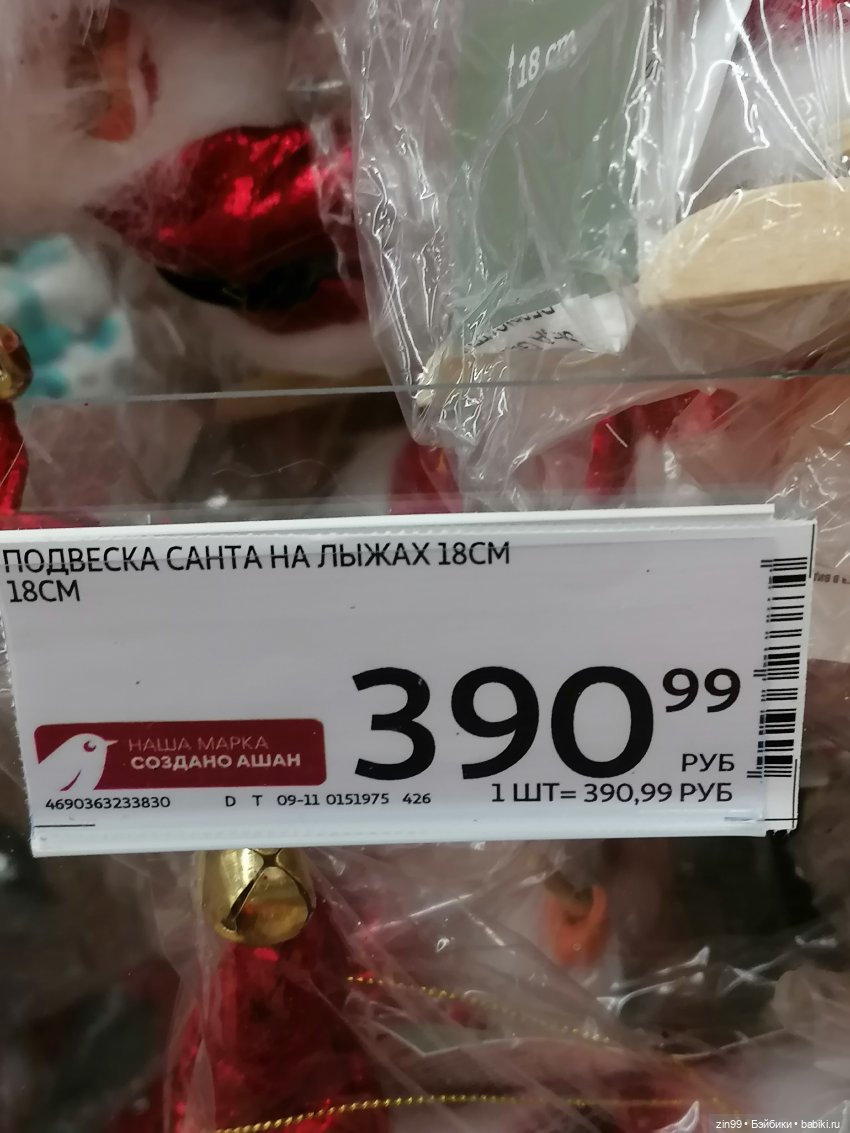 18 cm
ПОДВЕСКА САНТА НА ЛЫЖАХ 18СМ
18СМ
390 99
РУБ
НАША МАРКА
СОЗДАНО АШАН
1 ШТ= 390,99 РУБ
4690363233830 D T 09-11 0151975 426
zin99 • Бэйбики • babiki.ru